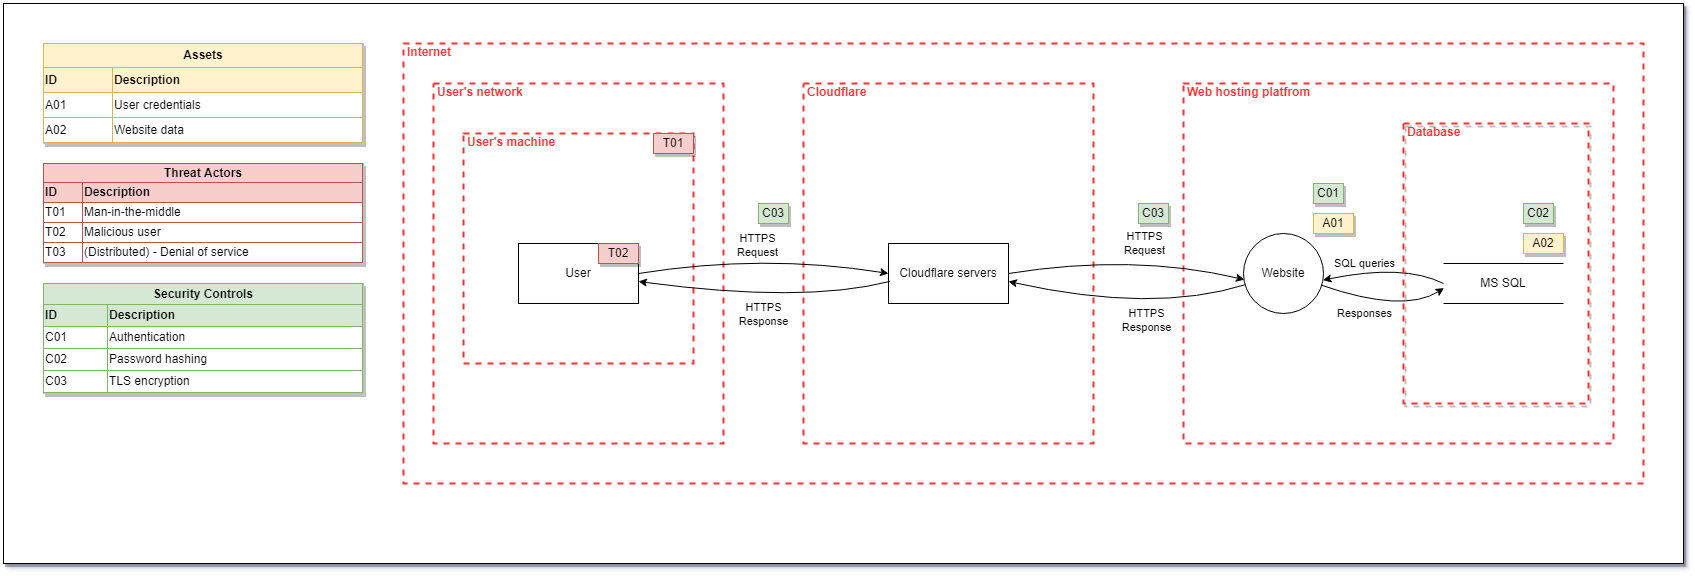 Assets
ID Description
A01 User credentials
A02 Website data
Threat Actors
ID Description
T01 Man-in-the-middle
T02 Malicious user
T03 (Distributed) - Denial of service
Security Controls
ID Description
C01 Authentication
C02 Password hashing
C03 TLS encryption
Internet
User's network
User's machine
T01
User
T02
C03
HTTPS
Request
HTTPS
Response
Cloudflare
Cloudflare servers
C03
HTTPS
Request
HTTPS
Response
Web hosting platfrom
C01
A01
Website
SQL queries
Responses
Database
C02
A02
MS SQL